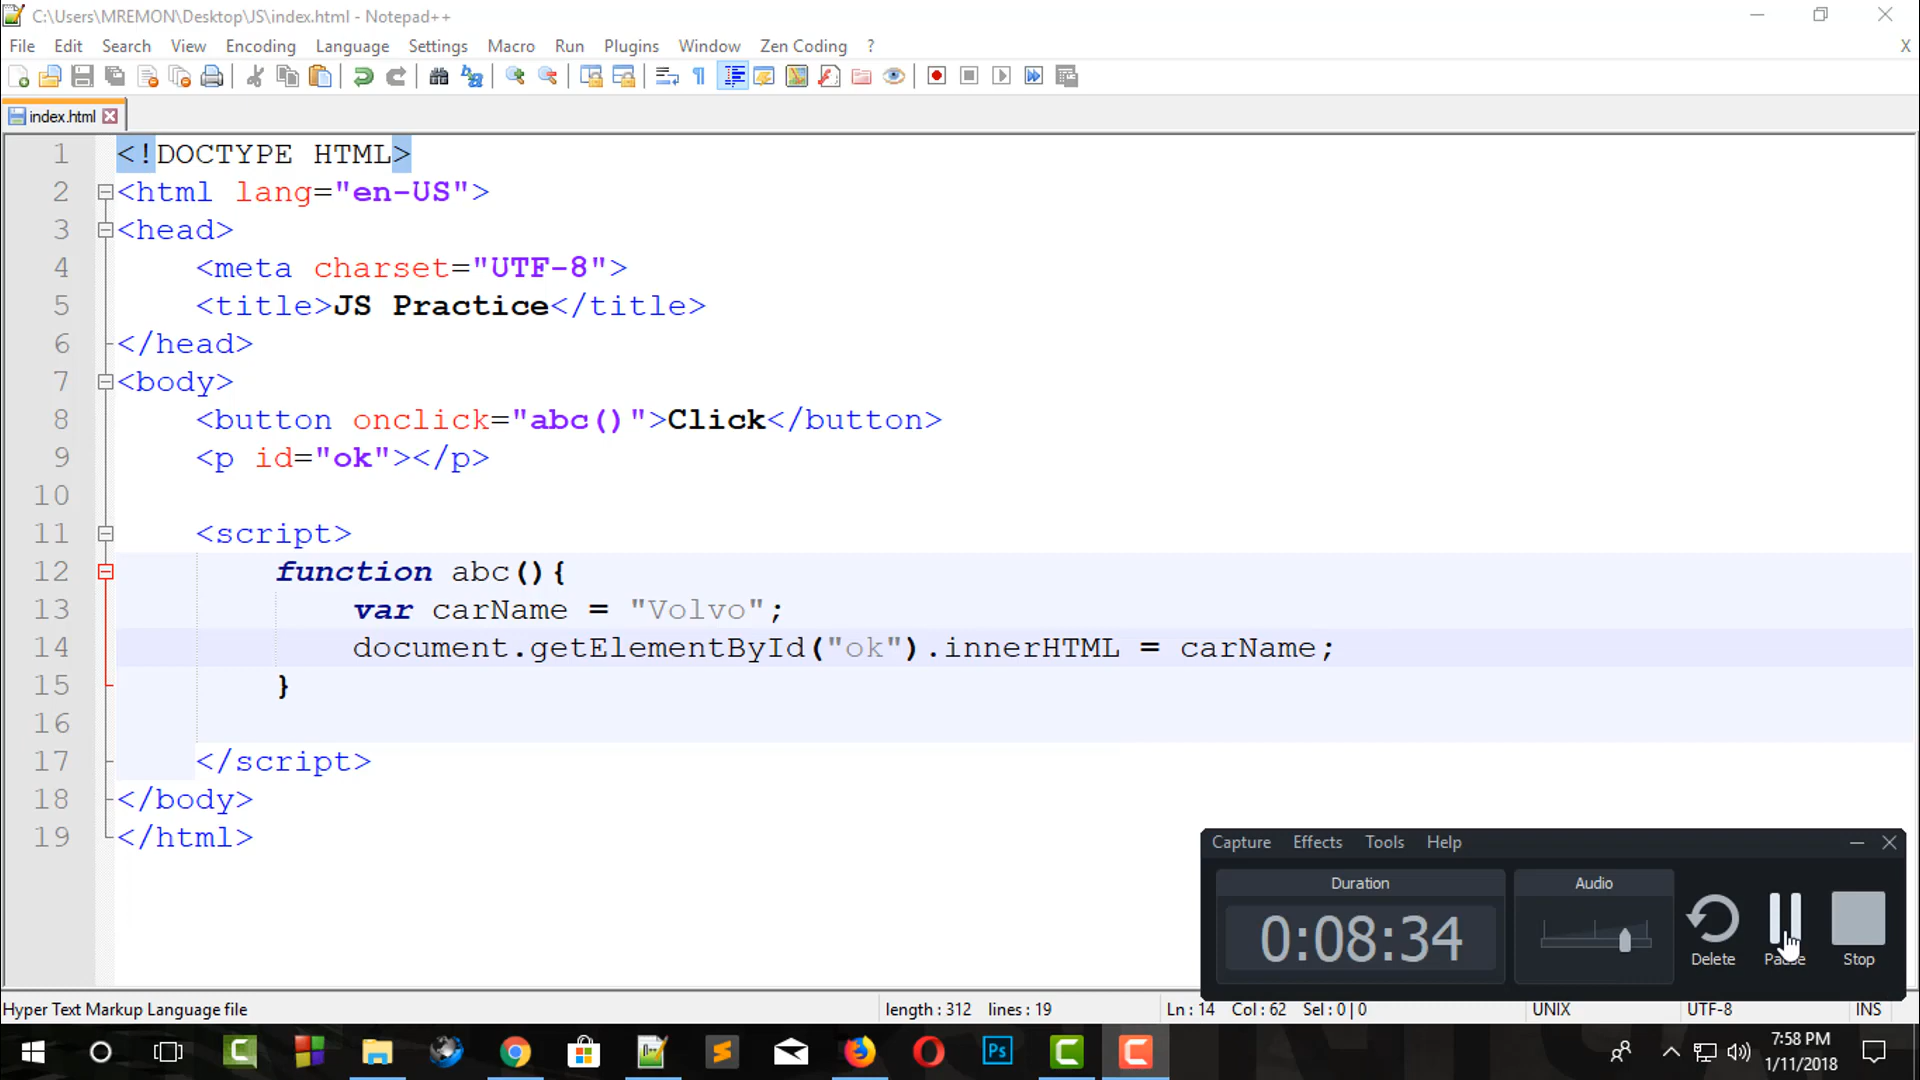 C:\Users\MREMON\Desktop\JS\index.html - Notepad++
File Edit Search View Encoding Language Settings Macro Run Plugins Window Zen Coding ? X
index.html
1 <!DOCTYPE HTML>
2 <html lang="en-US">
3 <head>
4 <meta charset="UTF-8">
5 <title>JS Practice</title>
6 </head>
7 <body>
8 <button onclick="abc()">Click</button>
9 <p id="ok"></p>
10
11 <script>
12 function abc(){
13 var carName = "Volvo";
14 document.getElementById("ok").innerHTML = carName;
15 }
16
17 </script>
18 </body>
19 </html>
Capture Effects Tools Help
Duration Audio
0:08:34
Delete Pause Stop
Hyper Text Markup Language file length : 312 lines : 19 Ln : 14 Col : 62 Sel : 0 | 0 UNIX UTF-8 INS
Ps
7:58 PM
1/11/2018